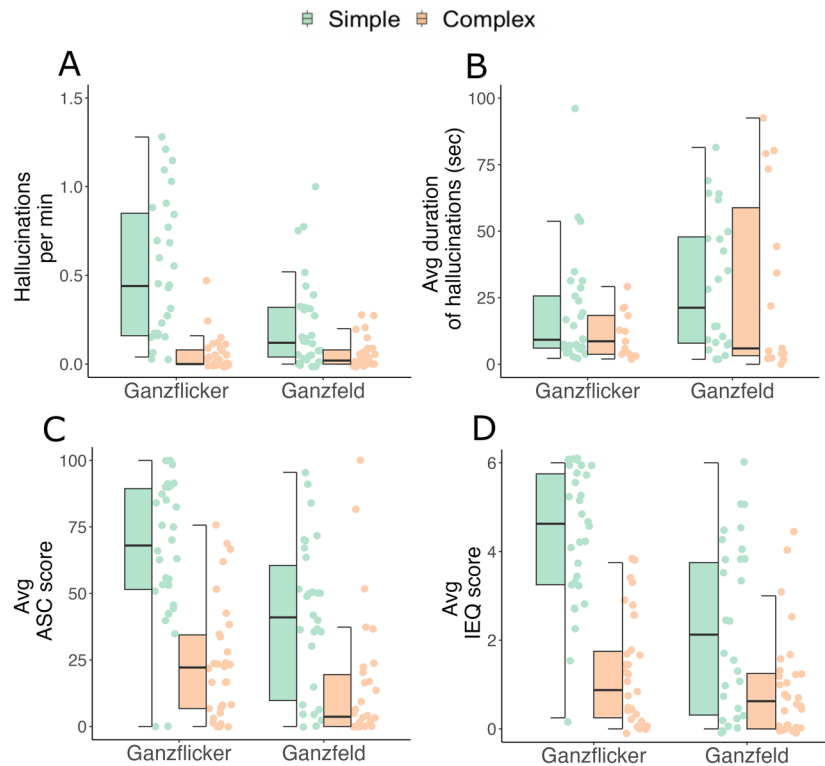 Simple Complex
A
Hallucinations
per min
1.5
1.0
0.5
0.0
Ganzflicker Ganzfeld
B
Avg duration
of hallucinations (sec)
100
75
50
25
0
Ganzflicker Ganzfeld
C
Avg
ASC score
100
75
50
25
0
Ganzflicker Ganzfeld
D
Avg
IEQ score
6
4
2
0
Ganzflicker Ganzfeld